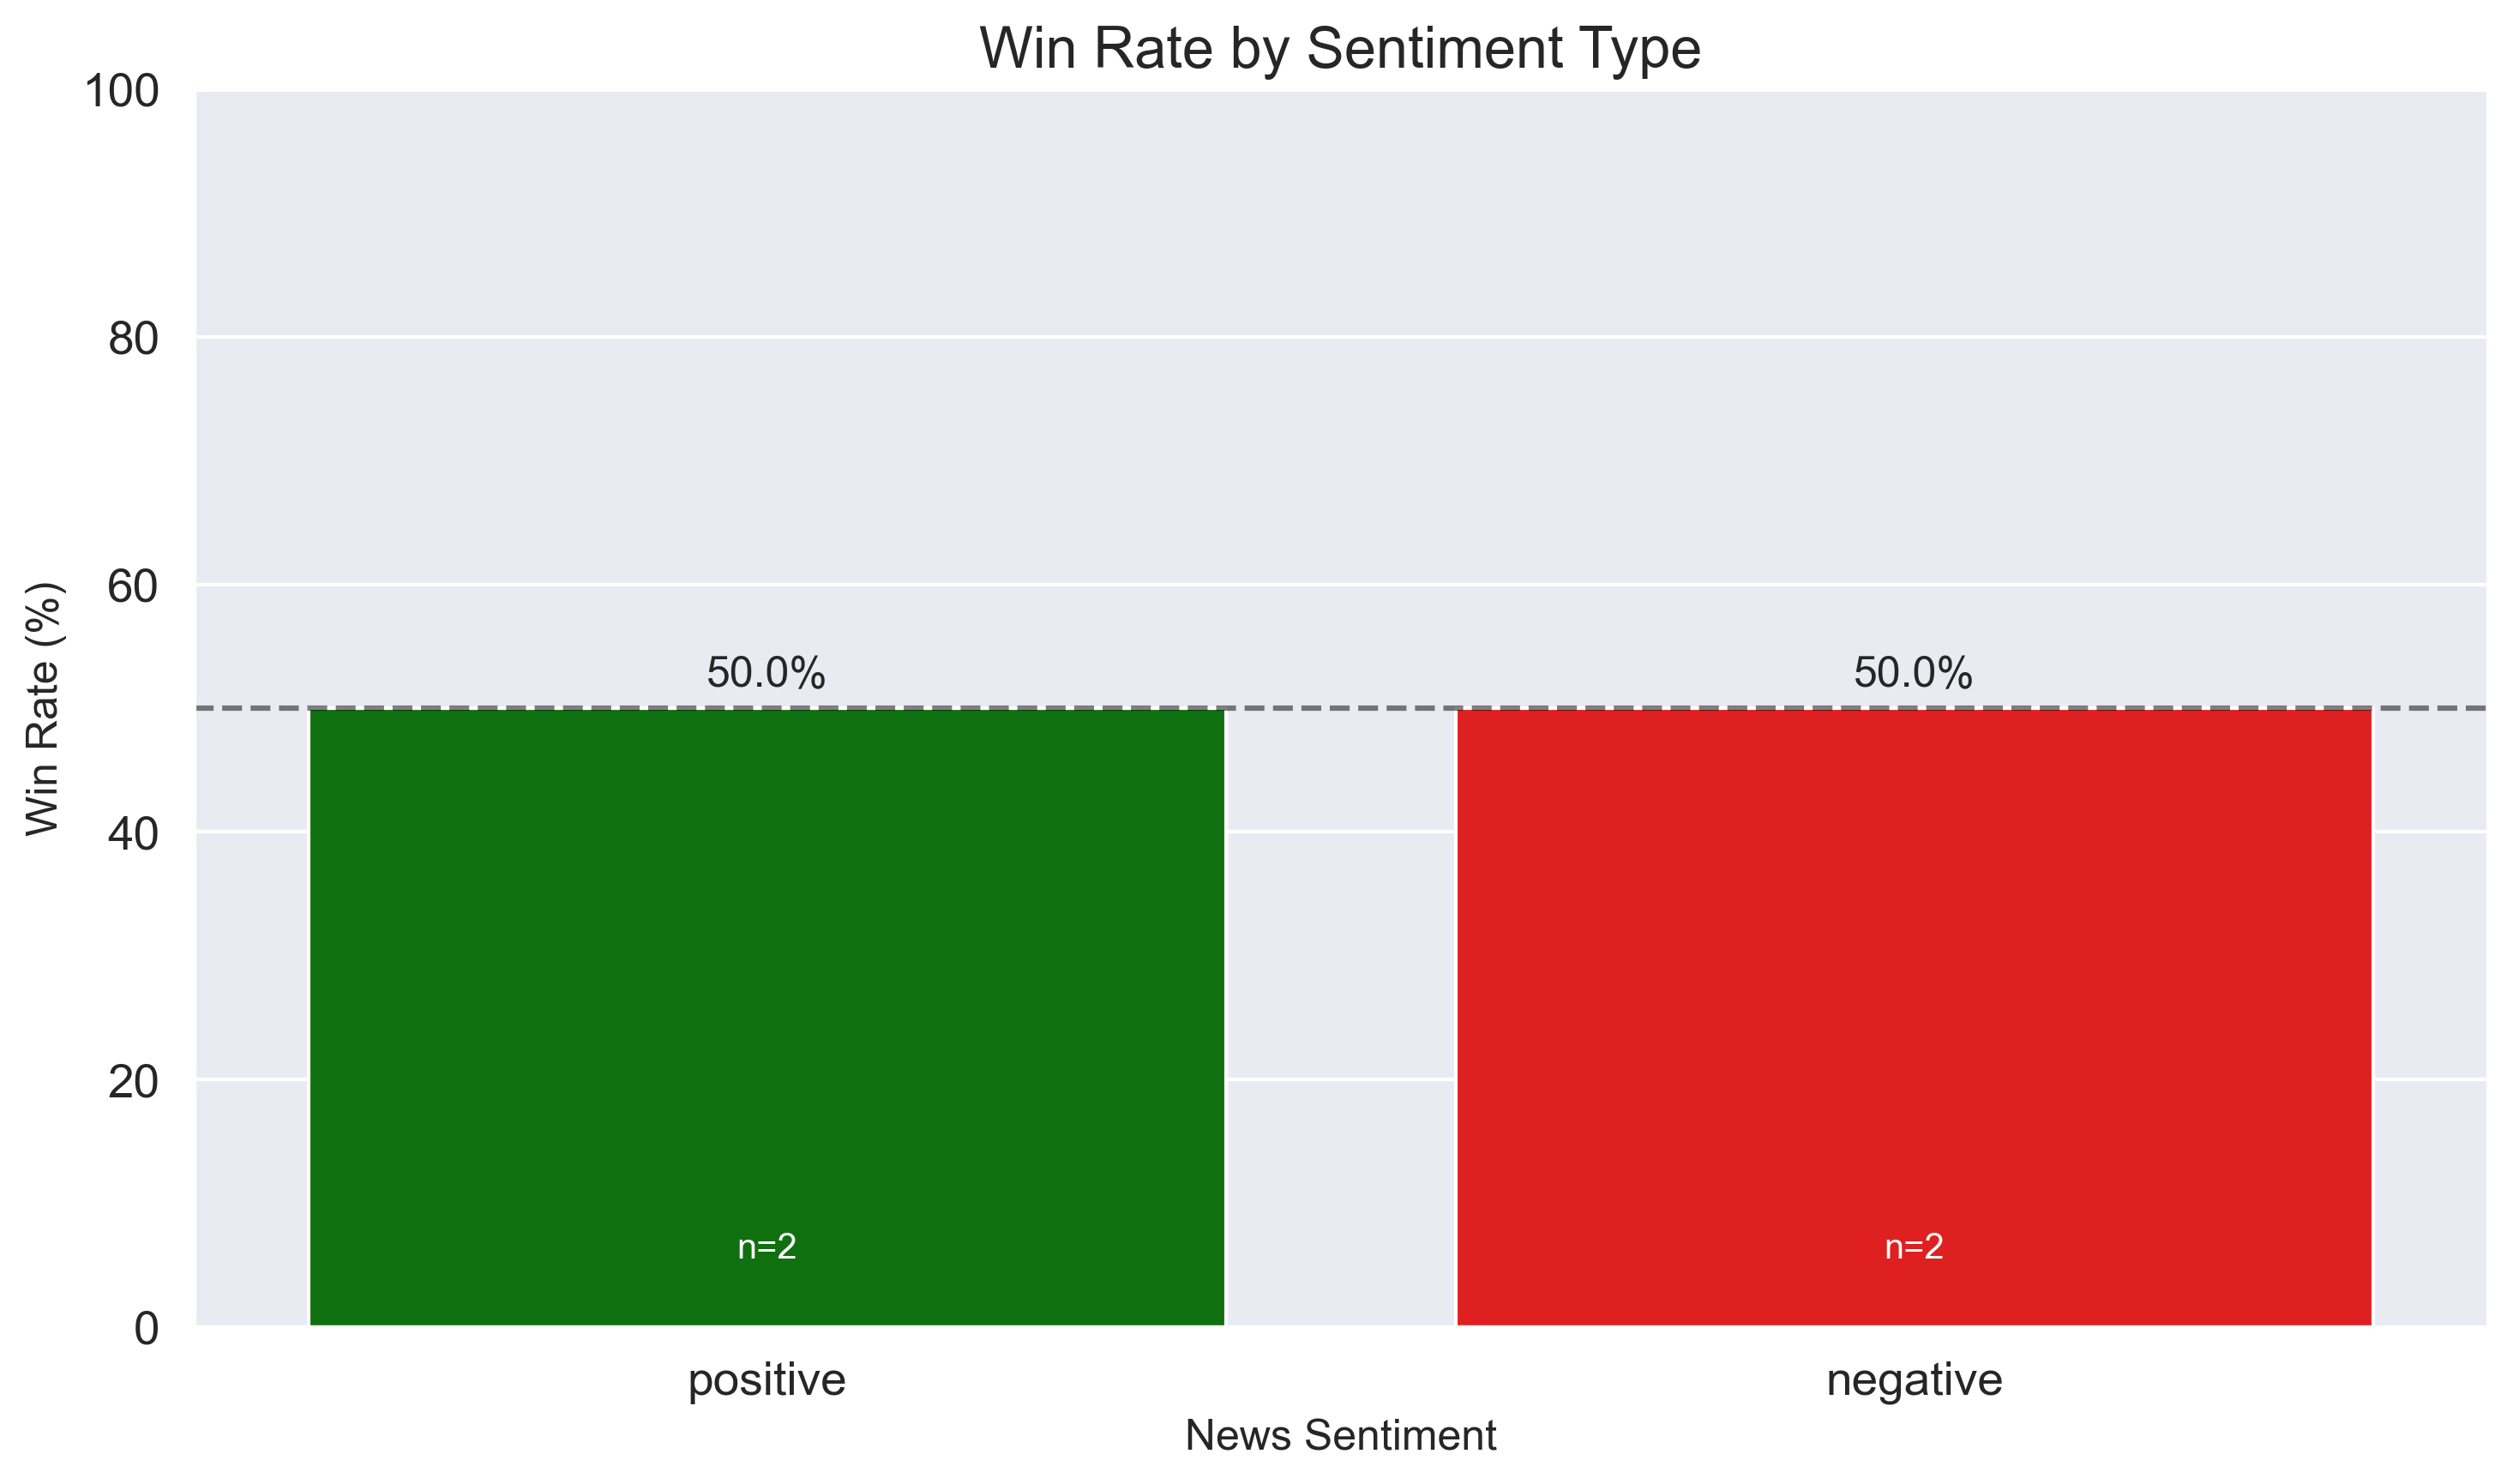 Win Rate by Sentiment Type
100
80
60
40
20
0
Win Rate (%)
50.0%
50.0%
n=2
n=2
positive
negative
News Sentiment